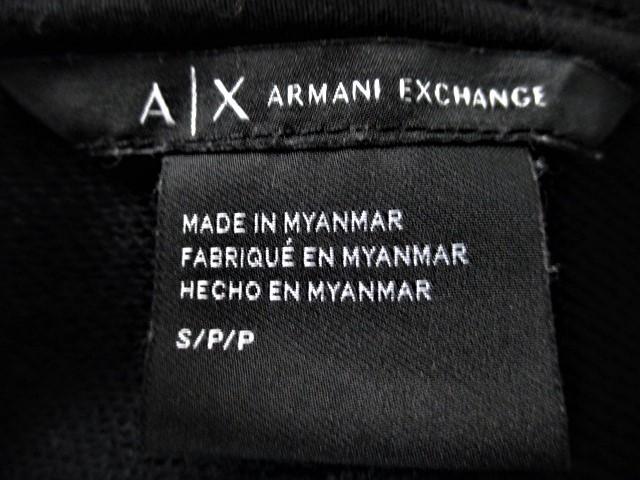 A|X ARMANI EXCHANGE
MADE IN MYANMAR
FABRIQUÉ EN MYANMAR
HECHO EN MYANMAR
S/P/P